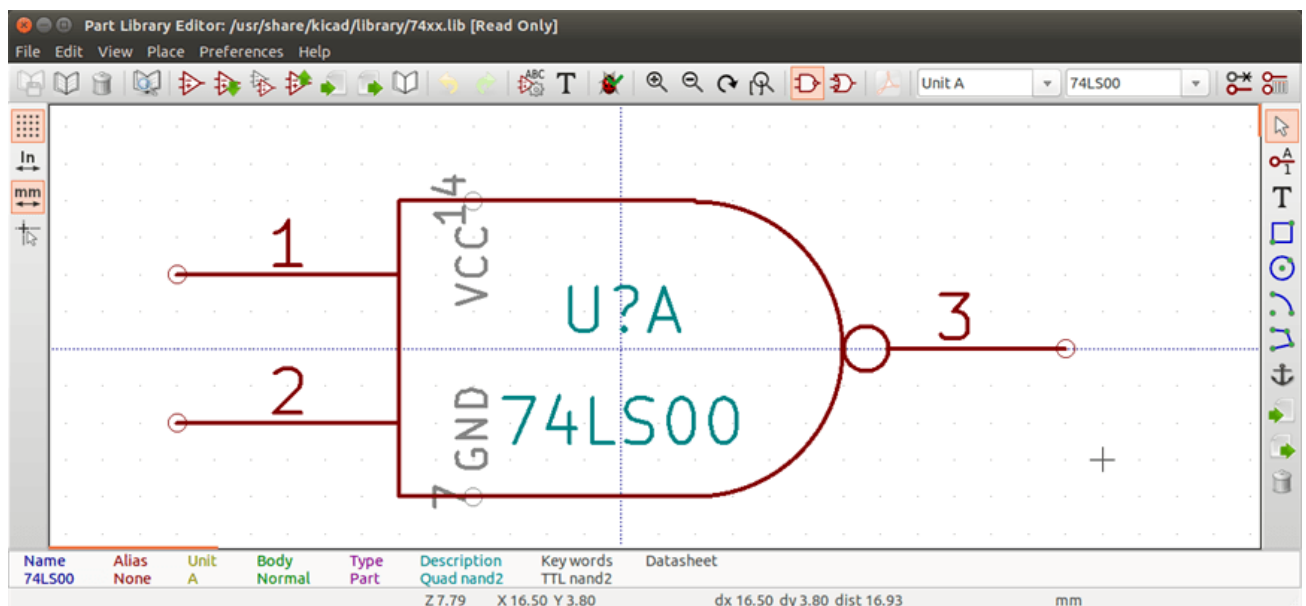 Part Library Editor: /usr/share/kicad/library/74xx.lib [Read Only]
File Edit View Place Preferences Help
ABC T Unit A 74LS00
In
mm
A
1
T
14
VCC
1
U?A
3
2
GND
74LS00
7
Name Alias Unit Body Type Description Keywords Datasheet
74LS00 None A Normal Part Quad nand2 TTL nand2
Z 7.79 X 16.50 Y 3.80 dx 16.50 dy 3.80 dist 16.93 mm